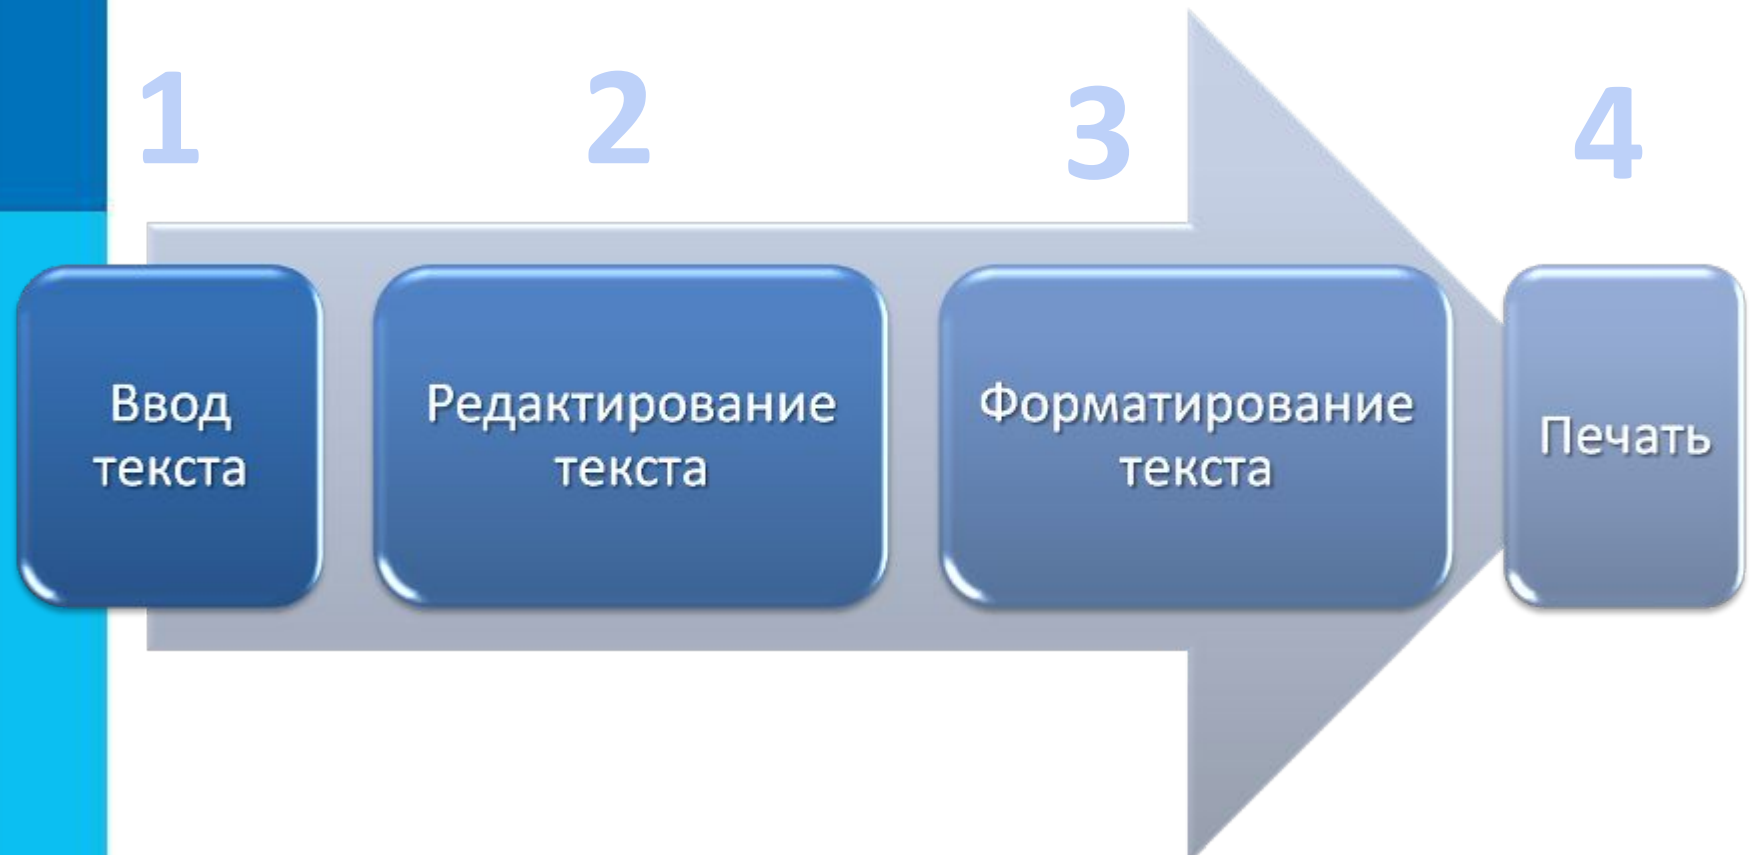 1
2
3
4
Ввод
текста
Редактирование
текста
Форматирование
текста
Печать